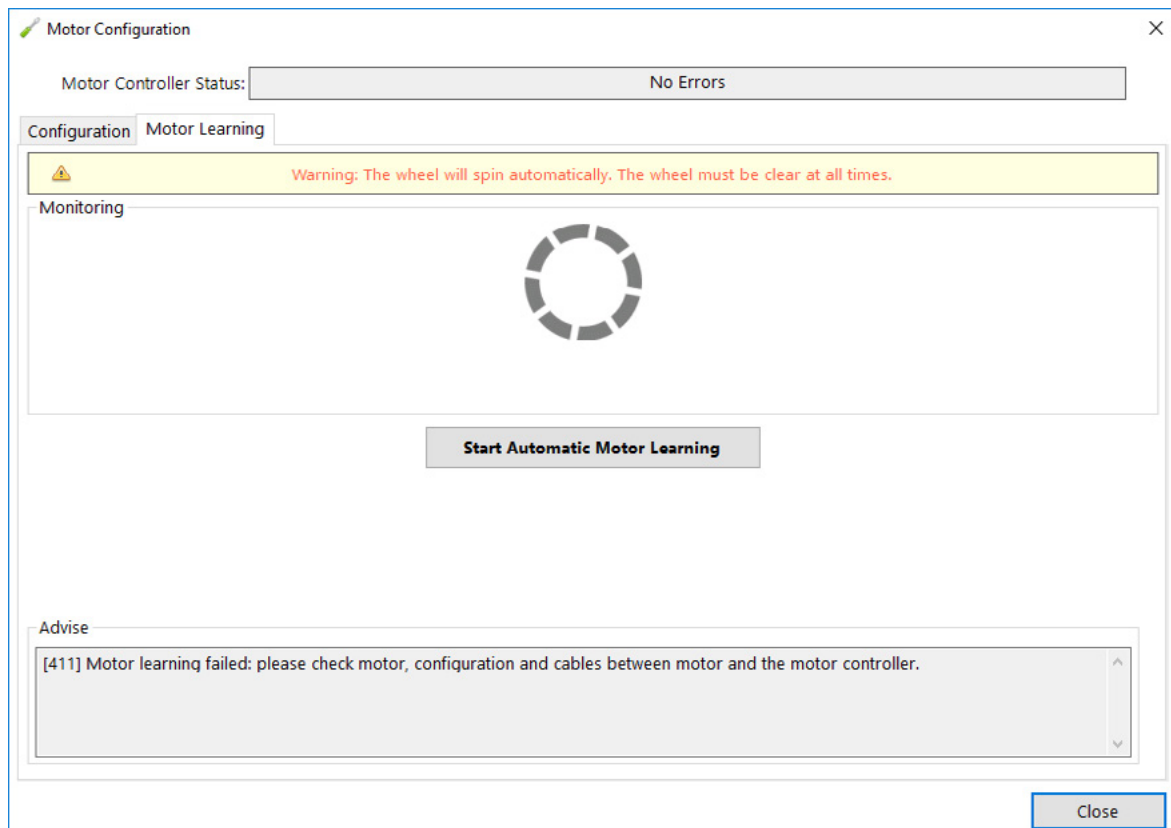 Motor Configuration
Motor Controller Status: No Errors
Configuration Motor Learning
Warning: The wheel will spin automatically. The wheel must be clear at all times.
Monitoring
Start Automatic Motor Learning
Advise
[411] Motor learning failed: please check motor, configuration and cables between motor and the motor controller.
Close